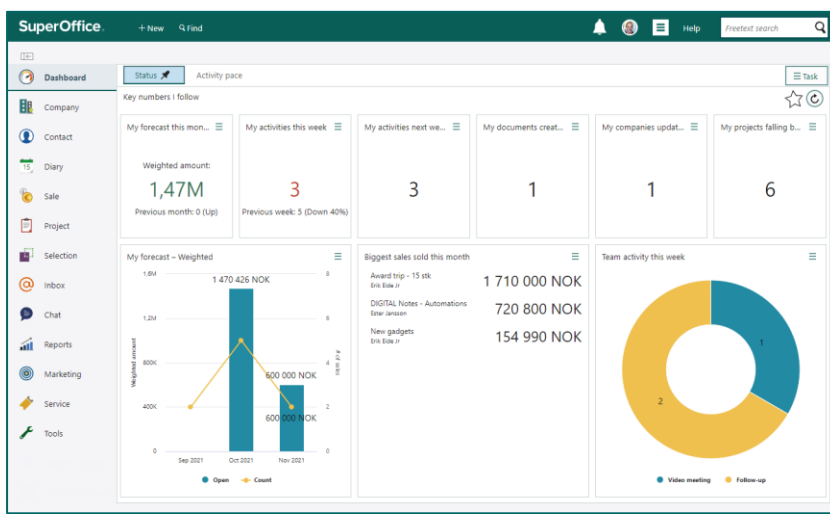 SuperOffice.
+ New
Find
Help
Freetext search
Dashboard
Company
Contact
15
Diary
Sale
Project
Selection
Inbox
Chat
Reports
Marketing
Service
Tools
Status
Activity pace
Task
Key numbers I follow
My forecast this mon...
Weighted amount:
1,47M
Previous month: 0 (Up)
My activities this week
3
Previous week: 5 (Down 40%)
My activities next we...
3
My documents creat...
1
My companies updat...
1
My projects falling b...
6
My forecast – Weighted
1,6M
1,2M
800K
400K
0
Weighted amount
1 470 426 NOK
600 000 NOK
600 000 NOK
8
6
4
2
0
# of sales
Sep 2021
Oct 2021
Nov 2021
Open
Count
Biggest sales sold this month
Award trip - 15 stk
Erik Eide Jr
1 710 000 NOK
DIGITAL Notes - Automations
Ester Janssen
720 800 NOK
New gadgets
Erik Eide Jr
154 990 NOK
Team activity this week
1
2
Video meeting
Follow-up